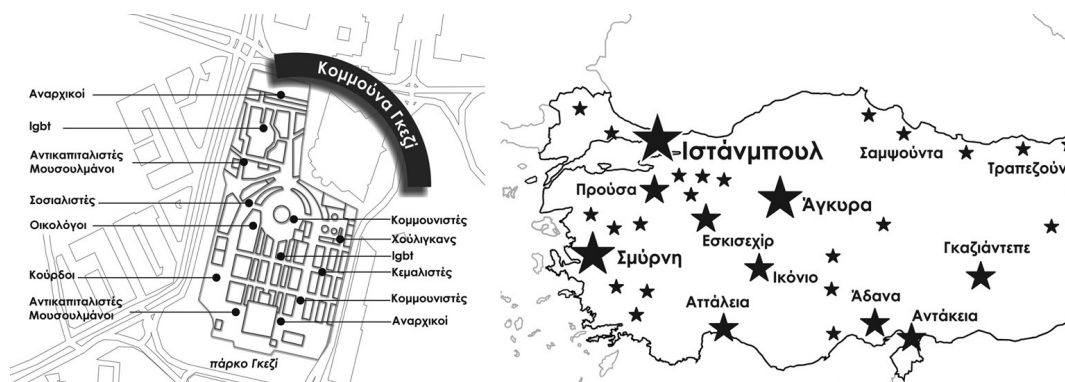 Κομμούνα Γκεζί
Αναρχικοί
lgbt
Αντικαπιταλιστές
Μουσουλμάνοι
Σοσιαλιστές
Οικολόγοι
Κούρδοι
Αντικαπιταλιστές
Μουσουλμάνοι
Κομμουνιστές
Χούλιγκανς
lgbt
Κεμαλιστές
Κομμουνιστές
Αναρχικοί
πάρκο Γκεζί
Ιστάνμπουλ
Σαμψούντα
Τραπεζούν
Προύσα
Άγκυρα
Εσκισεχίρ
Σμύρνη
Ικόνιο
Γκαζιάντεπε
Αττάλεια
Άδανα
Αντάκεια